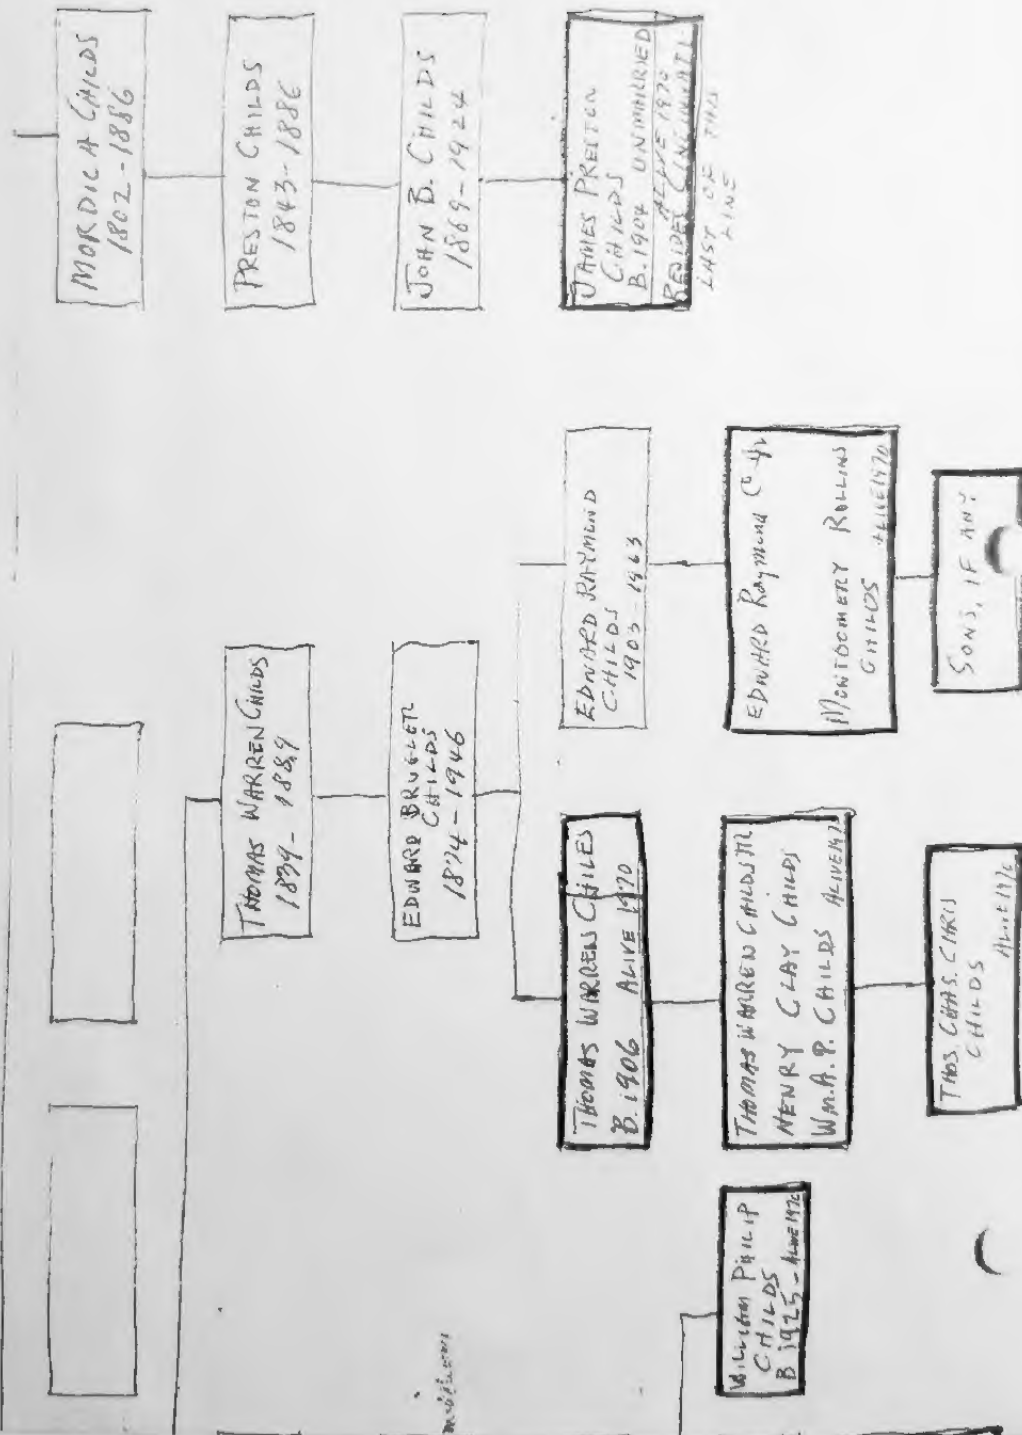 MORDICA CHILDS
1802-1886
PRESTON CHILDS
1843-1886
JOHN B. CHILDS
1869-1924
JAMES PRESTON
CHILDS
B. 1904 UNMARRIED
ALIVE 1970
RESIDES CINCINNATI
LAST OF THIS
LINE
THOMAS WARREN CHILDS
1839-1889
EDWARD BRUGLER
CHILDS
1874-1946
EDWARD RAYMOND
CHILDS
1903-1963
EDWARD Raymond C Jr
MONTGOMERY ROLLINS
CHILDS ALIVE 1970
SONS, IF ANY
THOMAS WARREN CHILES
B. 1906 ALIVE 1970
THOMAS WARREN CHILDS III
HENRY CLAY CHILDS
WM. A. P. CHILDS ALIVE 197
THOS. CHAS. CHRIS
CHILDS
ALIVE 1970
WILLIAM PHILIP
CHILDS
B 1925 - ALIVE 1970